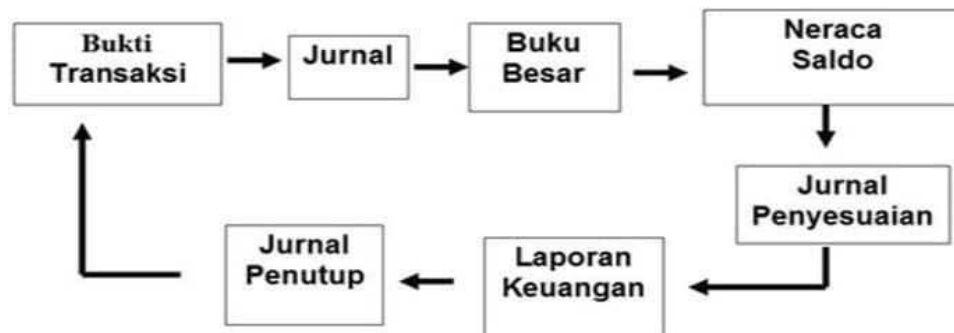 Bukti
Transaksi
Jurnal
Buku
Besar
Neraca
Saldo
Jurnal
Penyesuaian
Laporan
Keuangan
Jurnal
Penutup